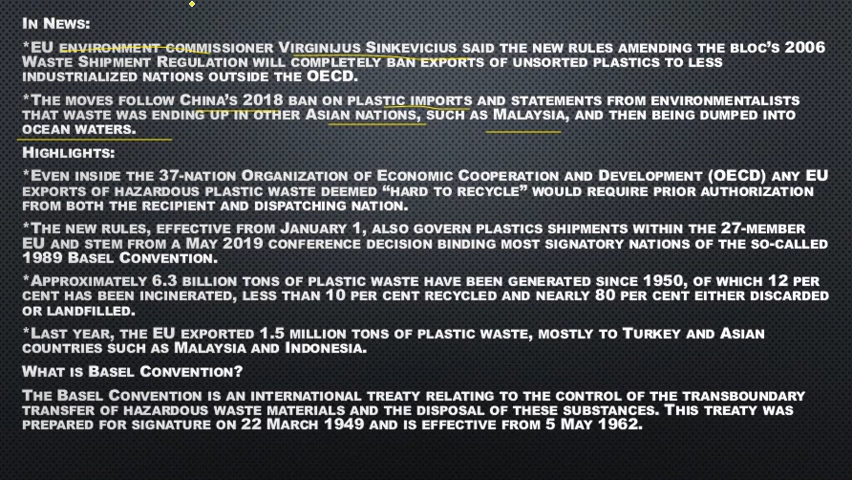 In News:
*EU environment commissioner Virginijus Sinkevicius said the new rules amending the bloc's 2006
Waste Shipment Regulation will completely ban exports of unsorted plastics to less
industrialized nations outside the OECD.
*The moves follow China's 2018 ban on plastic imports and statements from environmentalists
that waste was ending up in other Asian nations, such as Malaysia, and then being dumped into
ocean waters.
Highlights:
*Even inside the 37-nation Organization of Economic Cooperation and Development (OECD) any EU
exports of hazardous plastic waste deemed “hard to recycle” would require prior authorization
from both the recipient and dispatching nation.
*The new rules, effective from January 1, also govern plastics shipments within the 27-member
EU and stem from a May 2019 conference decision binding most signatory nations of the so-called
1989 Basel Convention.
*Approximately 6.3 billion tons of plastic waste have been generated since 1950, of which 12 per
cent has been incinerated, less than 10 per cent recycled and nearly 80 per cent either discarded
or landfilled.
*Last year, the EU exported 1.5 million tons of plastic waste, mostly to Turkey and Asian
countries such as Malaysia and Indonesia.
What is Basel Convention?
The Basel Convention is an international treaty relating to the control of the transboundary
transfer of hazardous waste materials and the disposal of these substances. This treaty was
prepared for signature on 22 March 1949 and is effective from 5 May 1962.